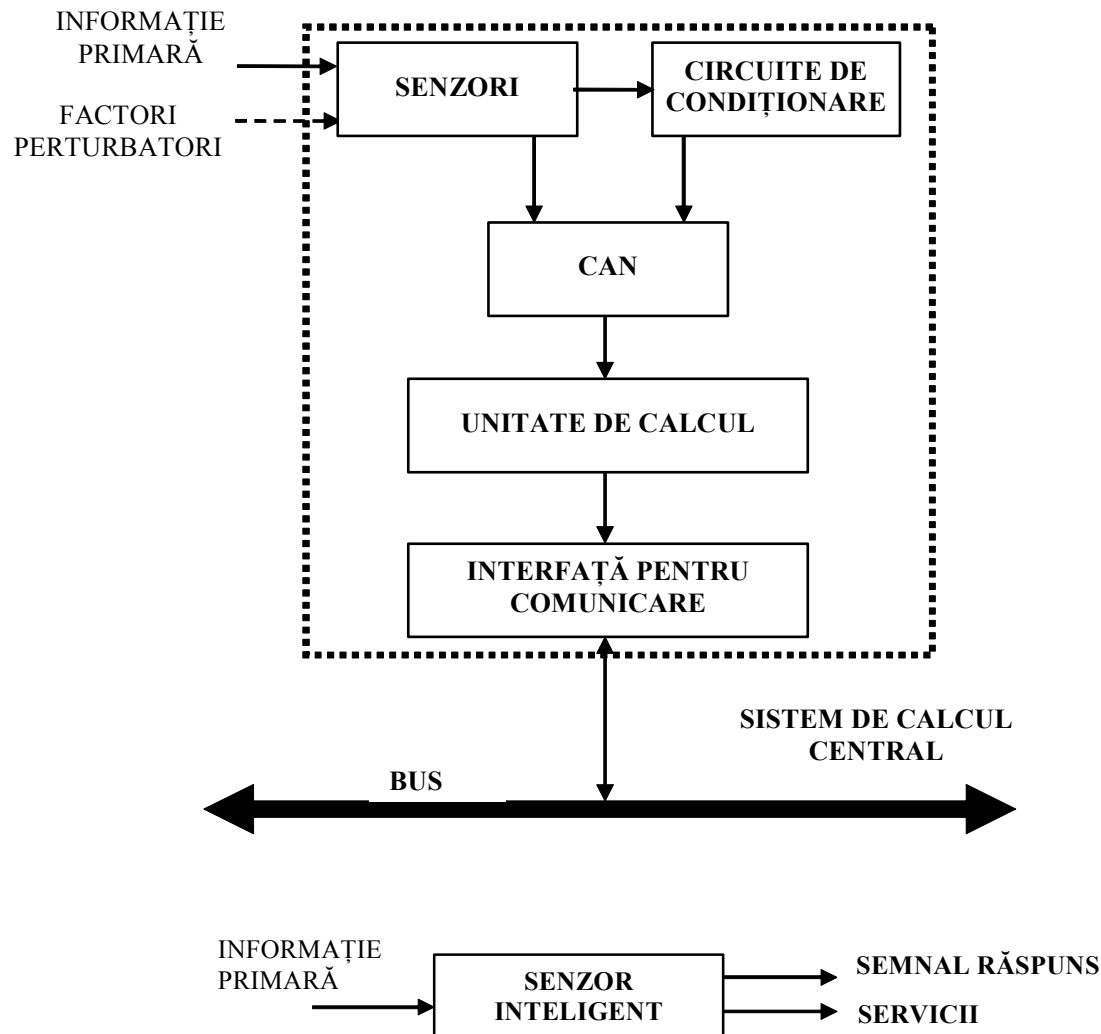 INFORMAȚIE
PRIMARĂ
FACTORI
PERTURBATORI
SENZORI
CIRCUITE DE
CONDIȚIONARE
CAN
UNITATE DE CALCUL
INTERFAȚĂ PENTRU
COMUNICARE
SISTEM DE CALCUL
CENTRAL
BUS
INFORMAȚIE
PRIMARĂ
SENZOR
INTELIGENT
SEMNAL RĂSPUNS
SERVICII